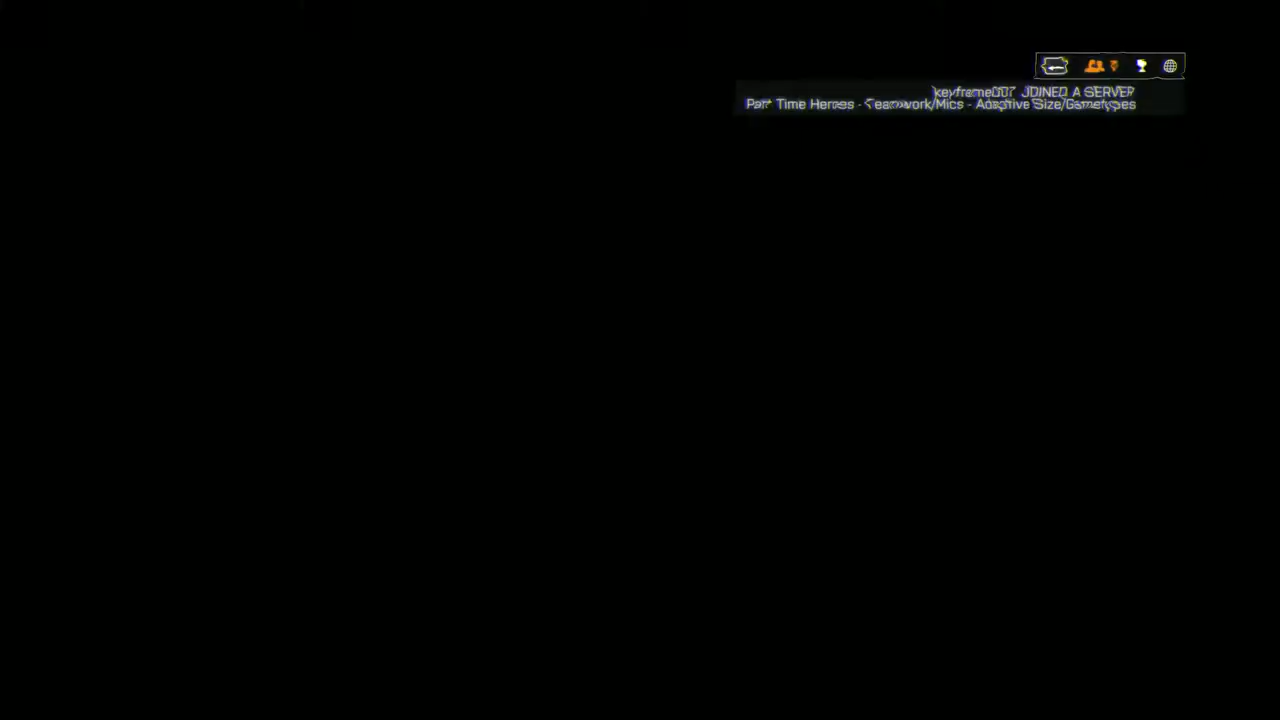 keyframe007 JOINED A SERVER
Part Time Heroes - Teamwork/Mics - Adaptive Size/Gametypes